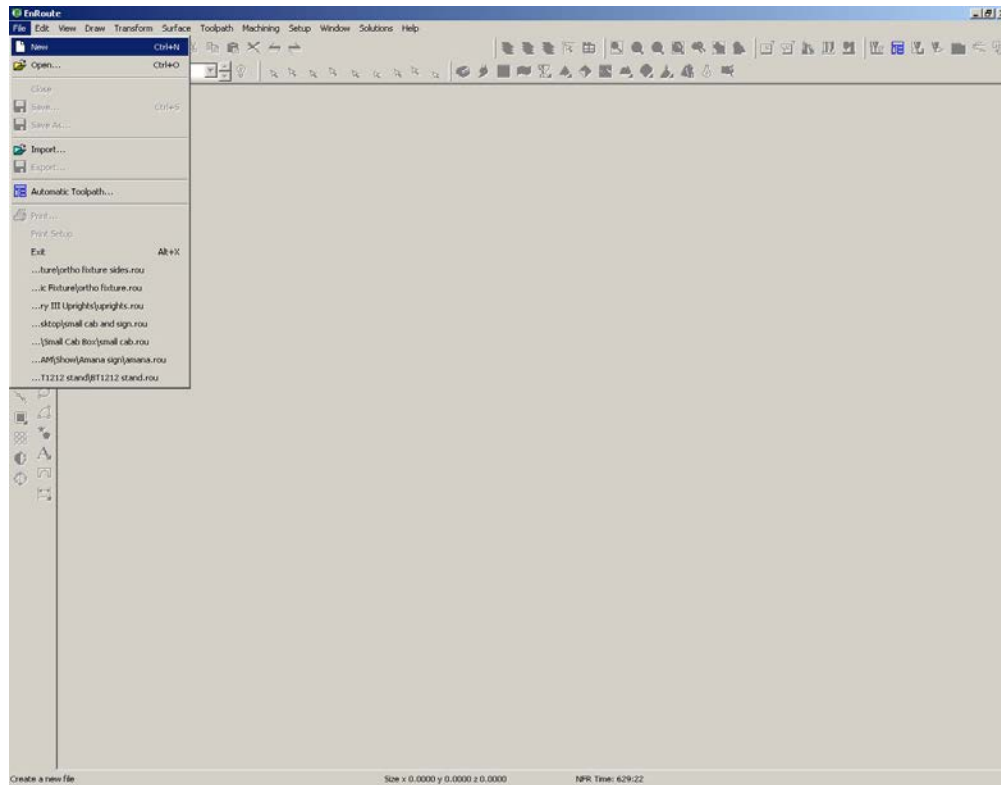 EnRoute
File Edit View Draw Transform Surface Toolpath Machining Setup Window Solutions Help
New Ctrl+N
Open... Ctrl+O
Close
Save... Ctrl+S
Save As...
Import...
Export...
Automatic Toolpath...
Print...
Print Setup
Exit Alt+X
...ture\ortho fixture sides.rou
...ic Fixture\ortho fixture.rou
...ry III Uprights\uprights.rou
...sktop\small cab and sign.rou
...\Small Cab Box\small cab.rou
...AM\Show\Amana sign\amana.rou
...T1212 stand\BT1212 stand.rou
Create a new file
Size x 0.0000 y 0.0000 z 0.0000
NFR Time: 629:22